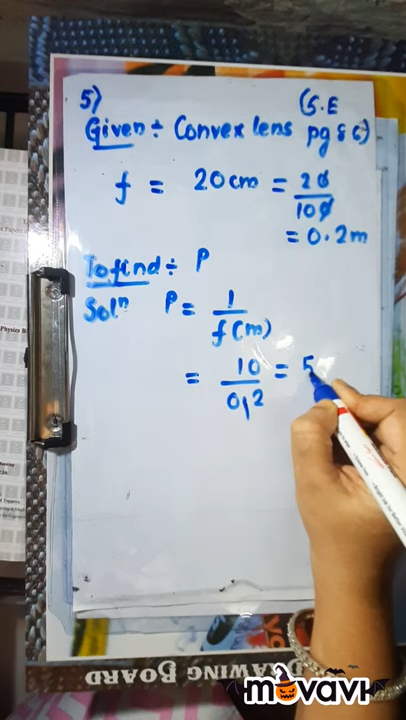 5) (S.E
Given ÷ Convex lens pg 8 c)
f = 20cm = 20/100
= 0.2m
To find ÷ P
Solⁿ P = 1/f(m)
= 10/0,2 = 5
DRAWING BOARD
movavi